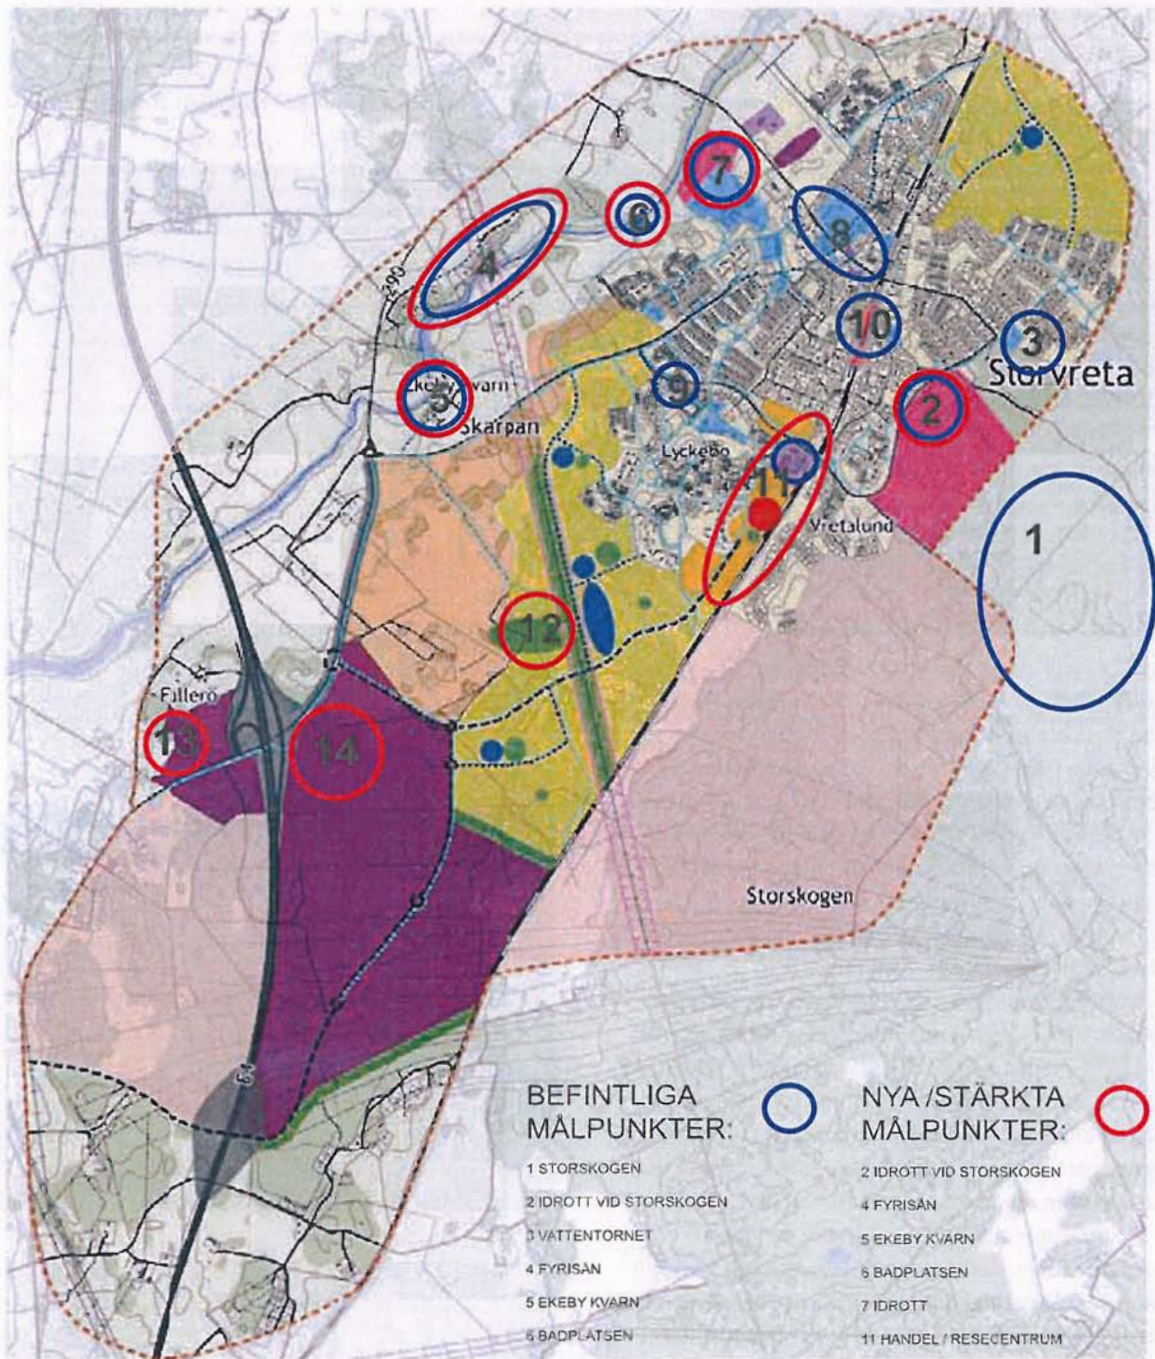 7
6
8
4
290
10
3
Storvreta
Ekeby kvarn
5
9
2
Skarpan
Lyckebo
11
Vretalund
1
12
Fullerö
13
14
Storskogen
E4
BEFINTLIGA
MÅLPUNKTER:
1 STORSKOGEN
2 IDROTT VID STORSKOGEN
3 VATTENTORNET
4 FYRISÅN
5 EKEBY KVARN
6 BADPLATSEN
NYA /STÄRKTA
MÅLPUNKTER:
2 IDROTT VID STORSKOGEN
4 FYRISÅN
5 EKEBY KVARN
6 BADPLATSEN
7 IDROTT
11 HANDEL / RESECENTRUM